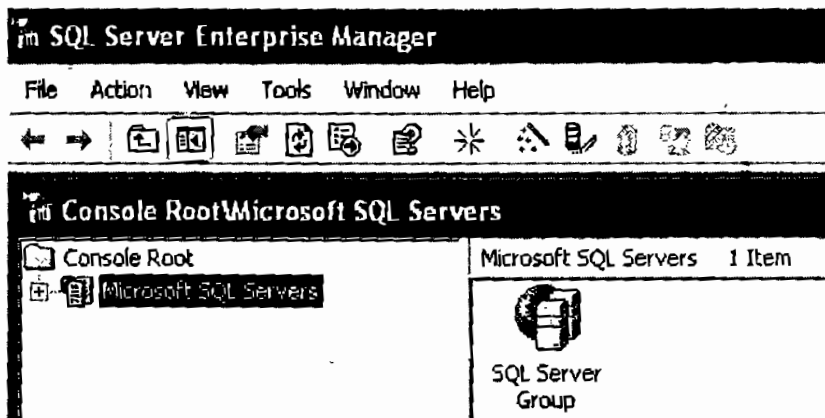 SQL Server Enterprise Manager
File Action View Tools Window Help
Console Root\Microsoft SQL Servers
Console Root
Microsoft SQL Servers
Microsoft SQL Servers 1 Item
SQL Server
Group